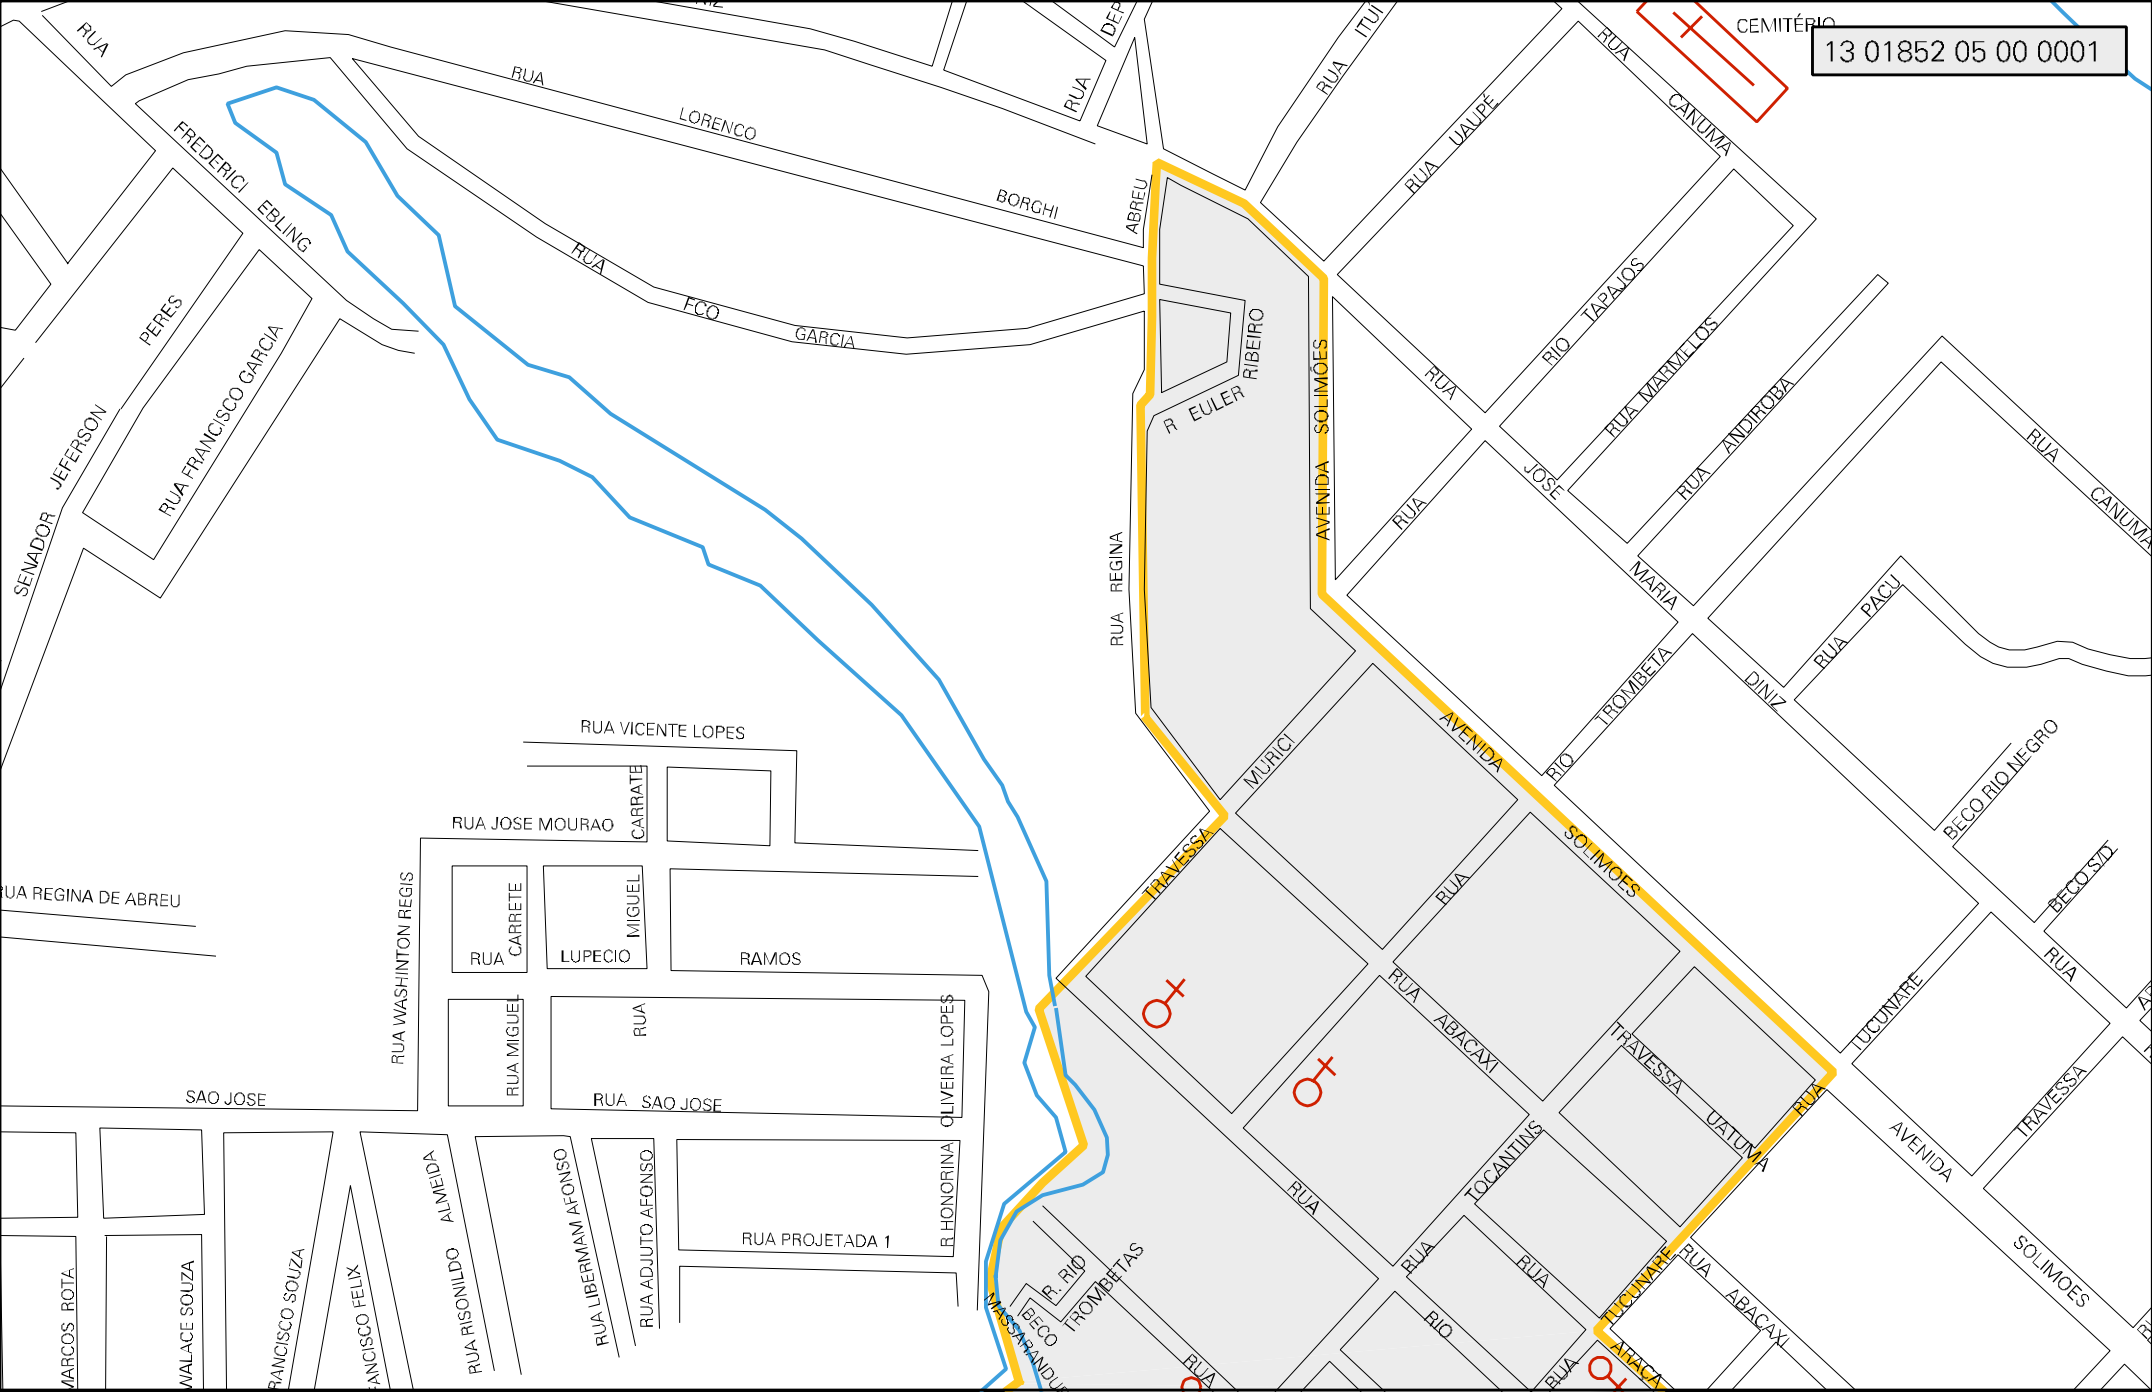 RUA
RUA ITUI
RUA
CEMITÉRIO
13 01852 05 00 0001
RUA
LORENCO
BORGHI
RUA
CANUMA
RUA UAUPÉ
FREDERICI
EBLING
ABREU
RUA
FCO
GARCIA
RIBEIRO
R EULER
AVENIDA SOLIMÕES
RIO TAPAJOS
RUA MARMELOS
RUA ANDIROBA
RUA
CANUMA
PERES
JEFERSON
SENADOR
RUA FRANCISCO GARCIA
RUA REGINA
RUA
RUA
JOSE
MARIA
DINIZ
RUA
RUA PACU
RIO TROMBETA
BECO RIO NEGRO
BECO S/D
RUA VICENTE LOPES
CARRATE
RUA JOSE MOURAO
MURICI
TRAVESSA
AVENIDA
SOLIMOES
RUA
RUA REGINA DE ABREU
RUA WASHINTON REGIS
CARRETE
RUA
MIGUEL
LUPECIO
RAMOS
RUA MIGUEL
RUA
RUA SAO JOSE
SAO JOSE
R HONORINA OLIVEIRA LOPES
RUA
ABACAXI
TRAVESSA
UATUMA
RUA
TUCUNARE
TUCUNARE
TRAVESSA
AVENIDA
SOLIMOES
RUA
TOCANTINS
RUA
RUA
RIO
RUA
ABACAXI
ARACA
RUA
RUA
ALMEIDA
RUA RISONILDO
RUA LIBERMAM AFONSO
RUA ADJUTO AFONSO
RUA PROJETADA 1
MARCOS ROTA
WALACE SOUZA
RANCISCO SOUZA
ANCISCO FELIX
R. RIO
TROMBETAS
BECO
MASSARANDU